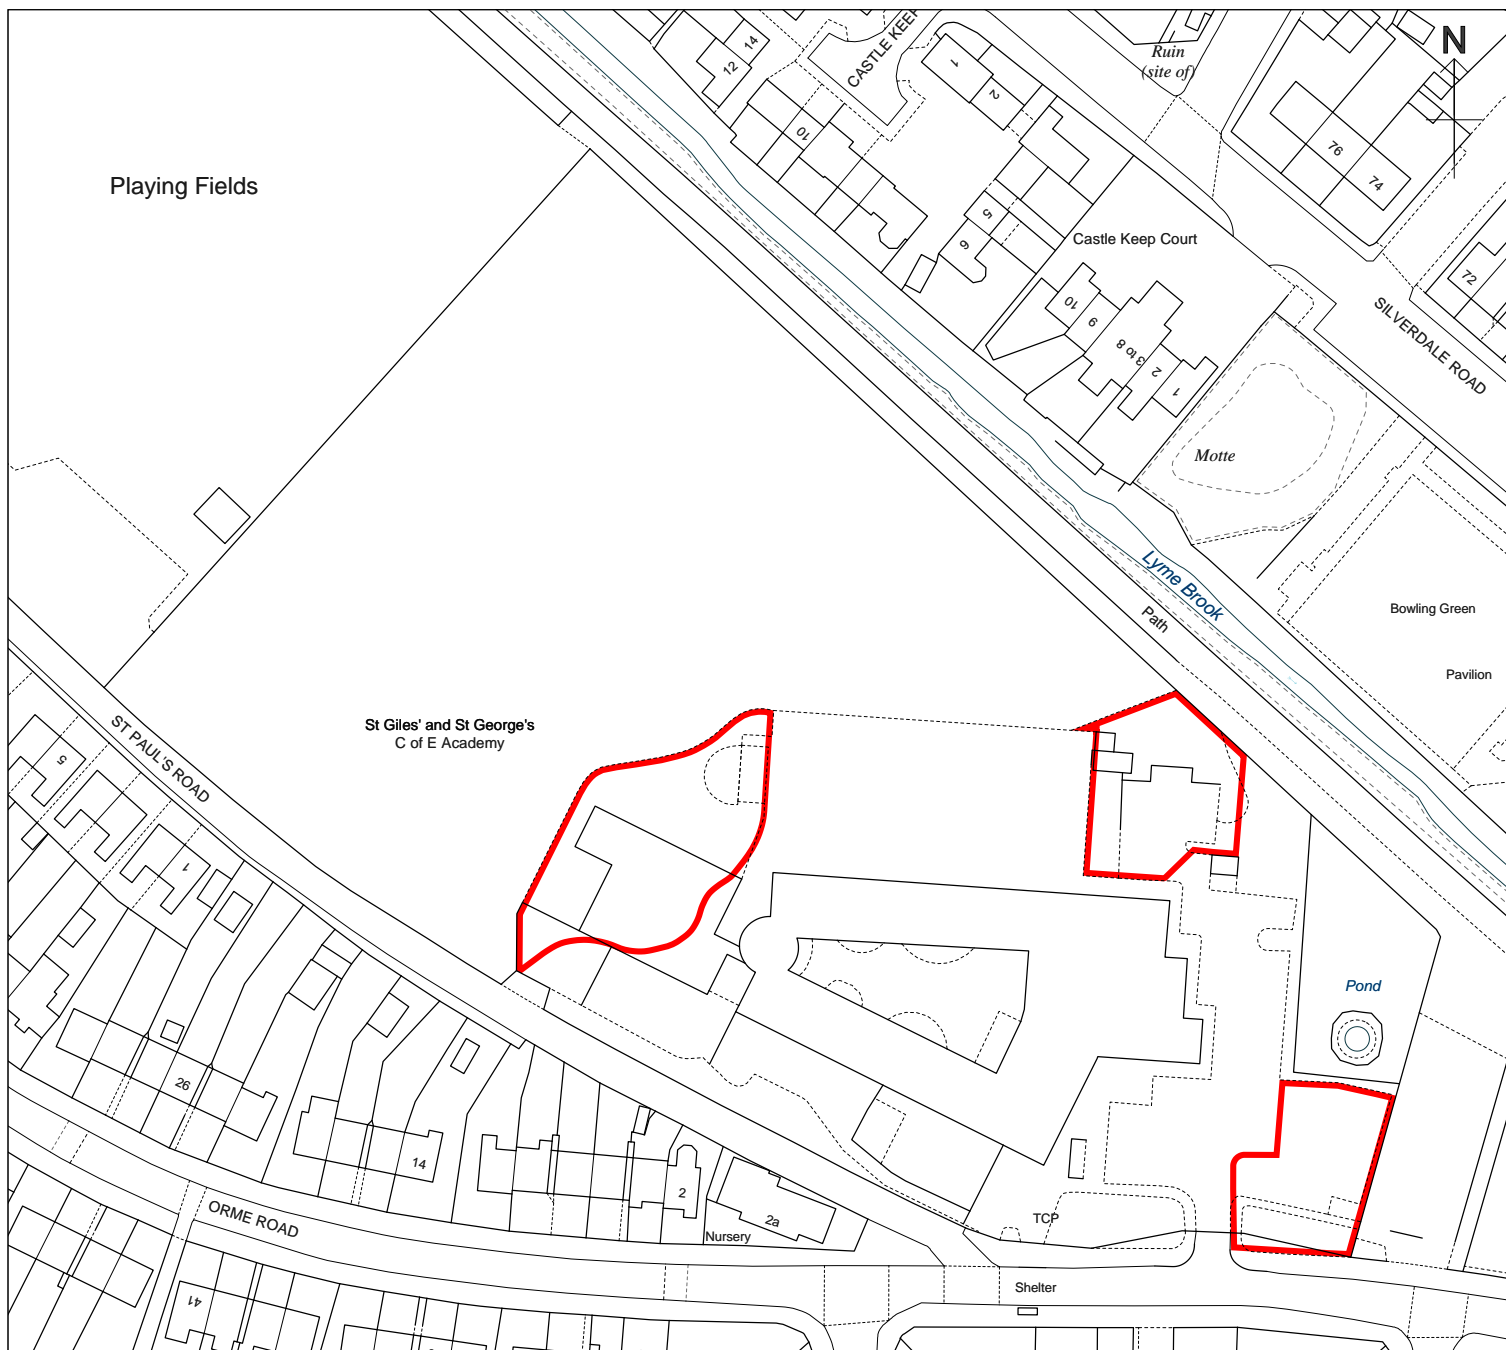 14
12
CASTLE KEEP
1
2
Ruin
(site of)
N
10
76
74
Playing Fields
5
6
Castle Keep Court
72
10
9
3 to 8
2
1
SILVERDALE ROAD
Motte
Lyme Brook
Path
Bowling Green
Pavilion
St Giles' and St George's
C of E Academy
ST PAUL'S ROAD
5
1
Pond
26
14
2
2a
Nursery
TCP
ORME ROAD
Shelter
41